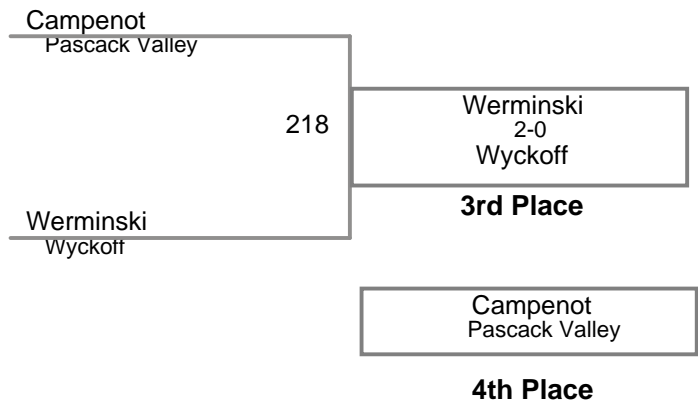 Campenot
Pascack Valley
218
Werminski
2-0
Wyckoff
3rd Place
Werminski
Wyckoff
Campenot
Pascack Valley
4th Place